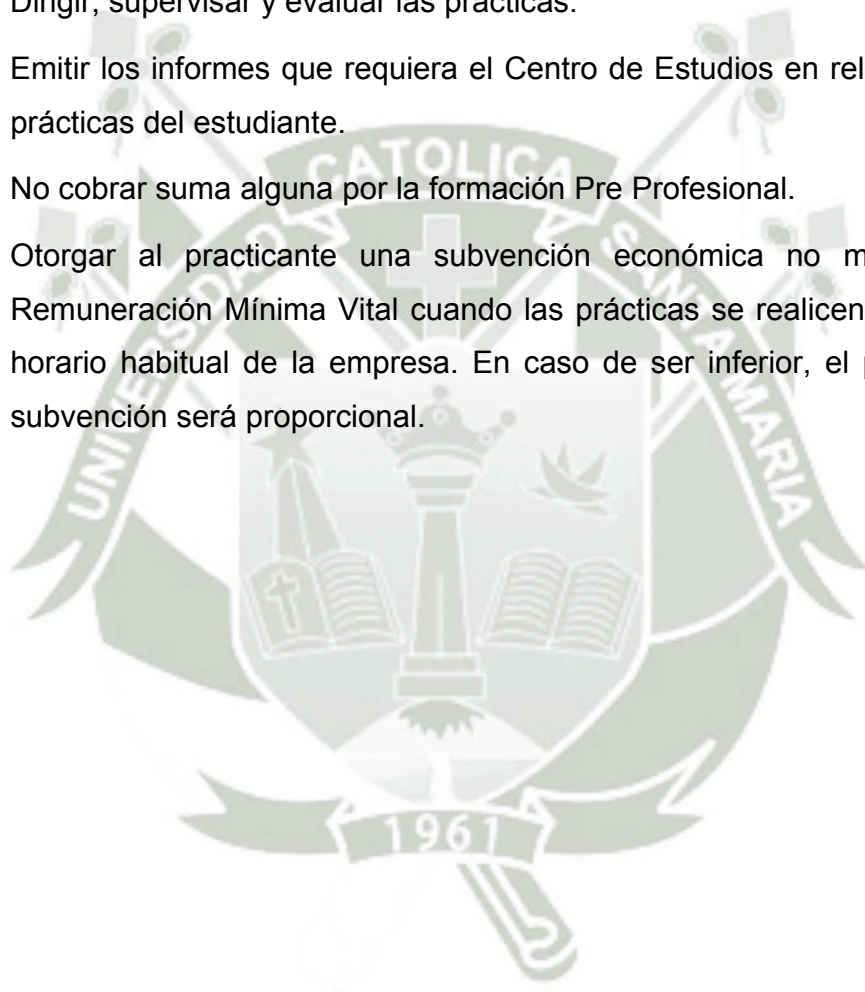 Dirigir, supervisar y evaluar las prácticas.
Emitir los informes que requiera el Centro de Estudios en rel
prácticas del estudiante.
No cobrar suma alguna por la formación Pre Profesional.
Otorgar al practicante una subvención económica no m
Remuneración Mínima Vital cuando las prácticas se realicen
horario habitual de la empresa. En caso de ser inferior, el p
subvención será proporcional.
UNIVERSIDAD CATOLICA SANTA MARIA
1961